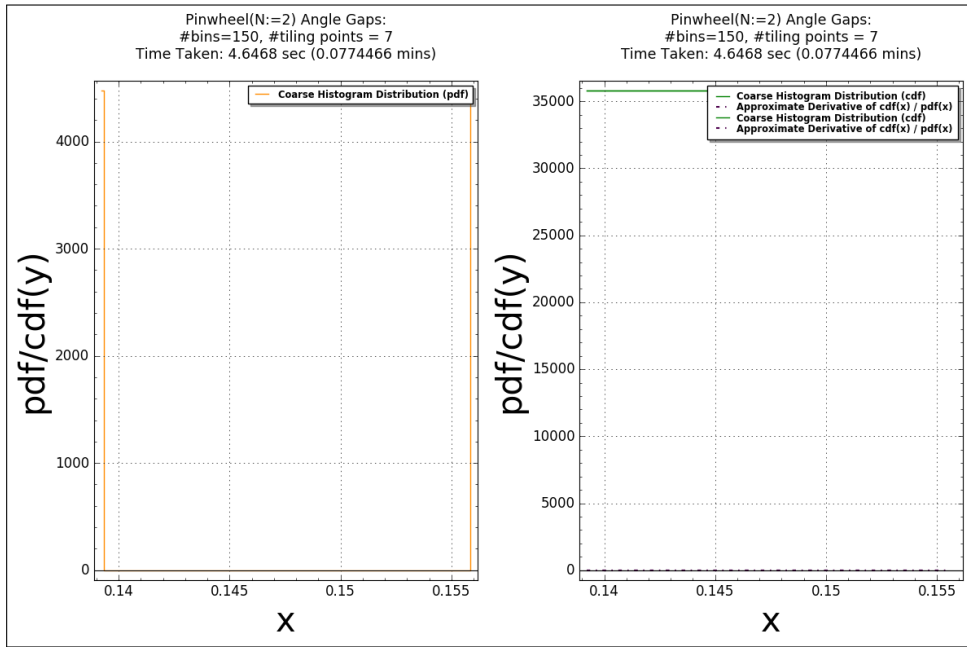 Pinwheel(N:=2) Angle Gaps:
#bins=150, #tiling points = 7
Time Taken: 4.6468 sec (0.0774466 mins)
Coarse Histogram Distribution (pdf)
4000
3000
2000
1000
0
pdf/cdf(y)
0.14
0.145
0.15
0.155
x
Pinwheel(N:=2) Angle Gaps:
#bins=150, #tiling points = 7
Time Taken: 4.6468 sec (0.0774466 mins)
Coarse Histogram Distribution (cdf)
Approximate Derivative of cdf(x) / pdf(x)
Coarse Histogram Distribution (cdf)
Approximate Derivative of cdf(x) / pdf(x)
35000
30000
25000
20000
15000
10000
5000
0
pdf/cdf(y)
0.14
0.145
0.15
0.155
x